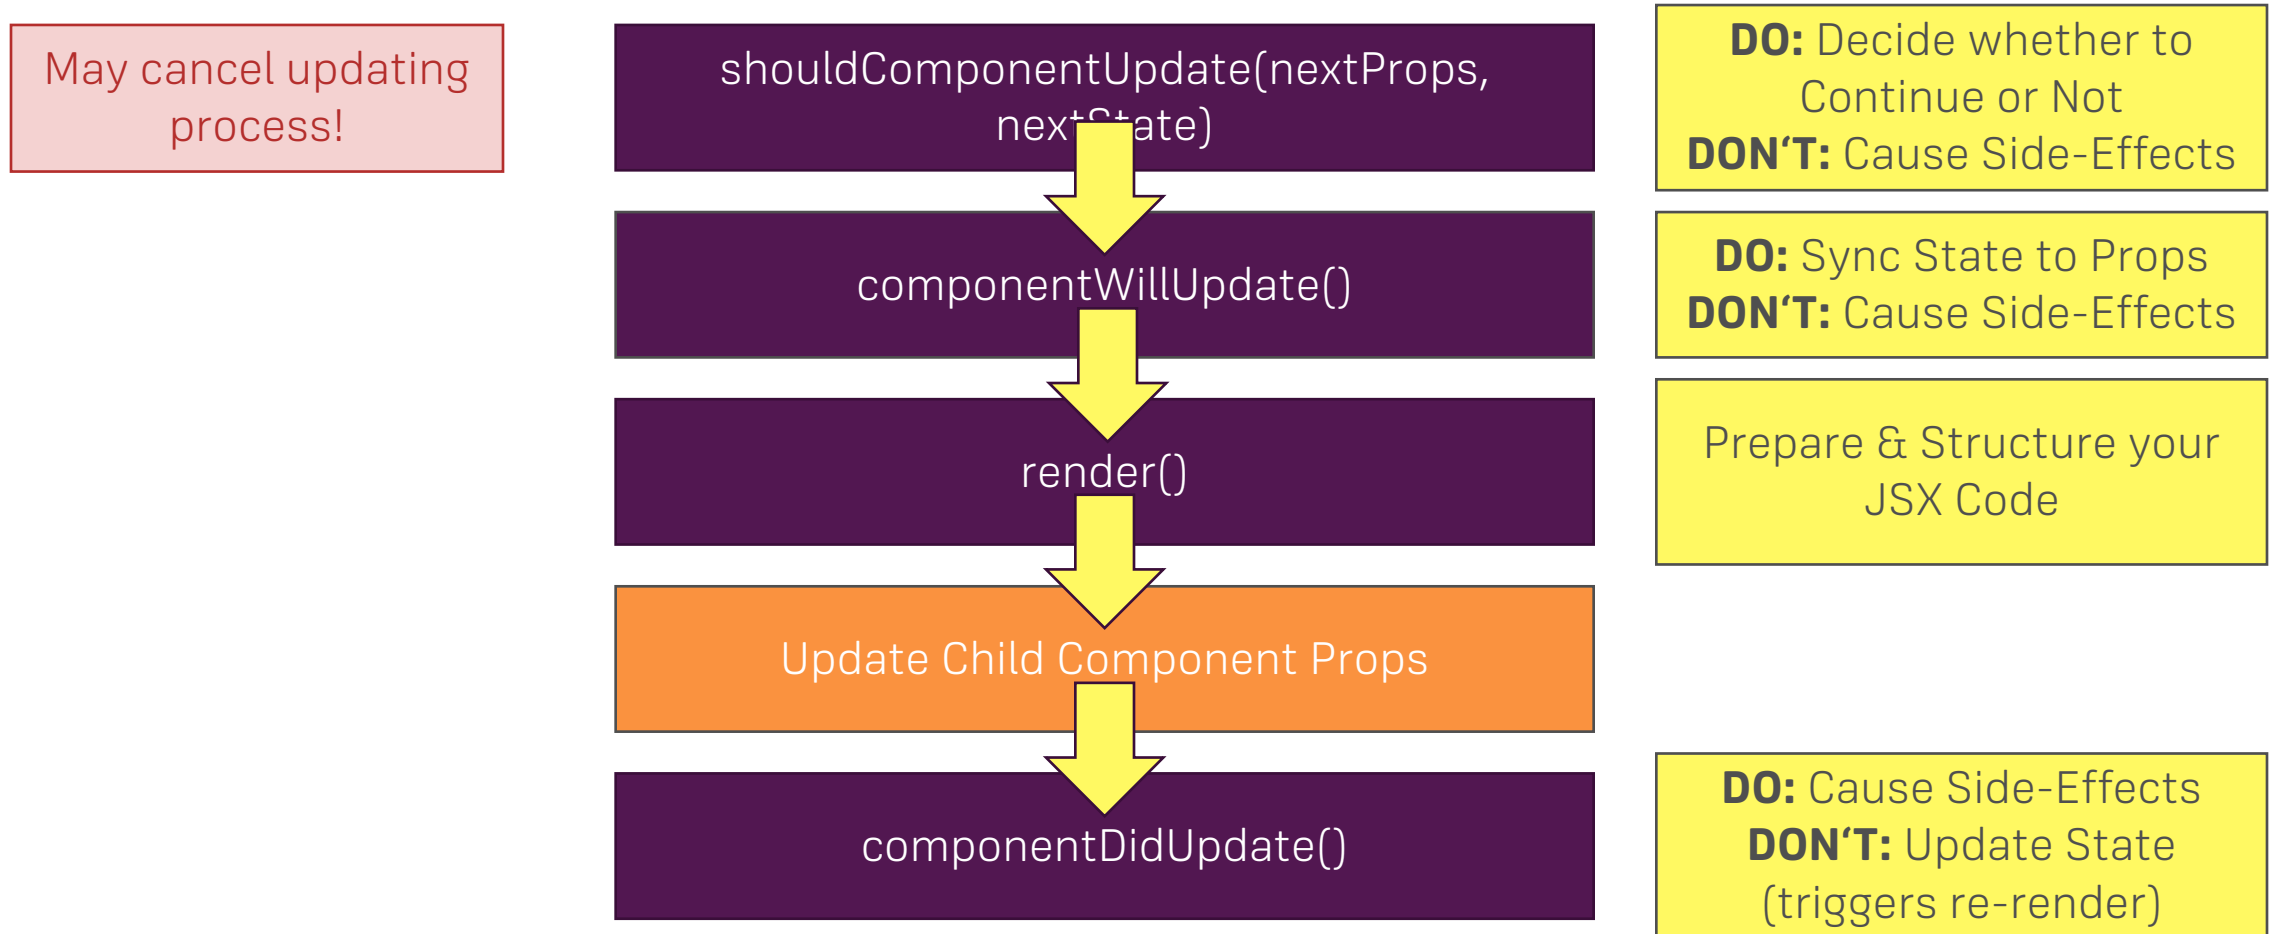 May cancel updating
process!
shouldComponentUpdate(nextProps,
nextState)
DO: Decide whether to
Continue or Not
DON‘T: Cause Side-Effects
componentWillUpdate()
DO: Sync State to Props
DON‘T: Cause Side-Effects
render()
Prepare & Structure your
JSX Code
Update Child Component Props
componentDidUpdate()
DO: Cause Side-Effects
DON‘T: Update State
(triggers re-render)